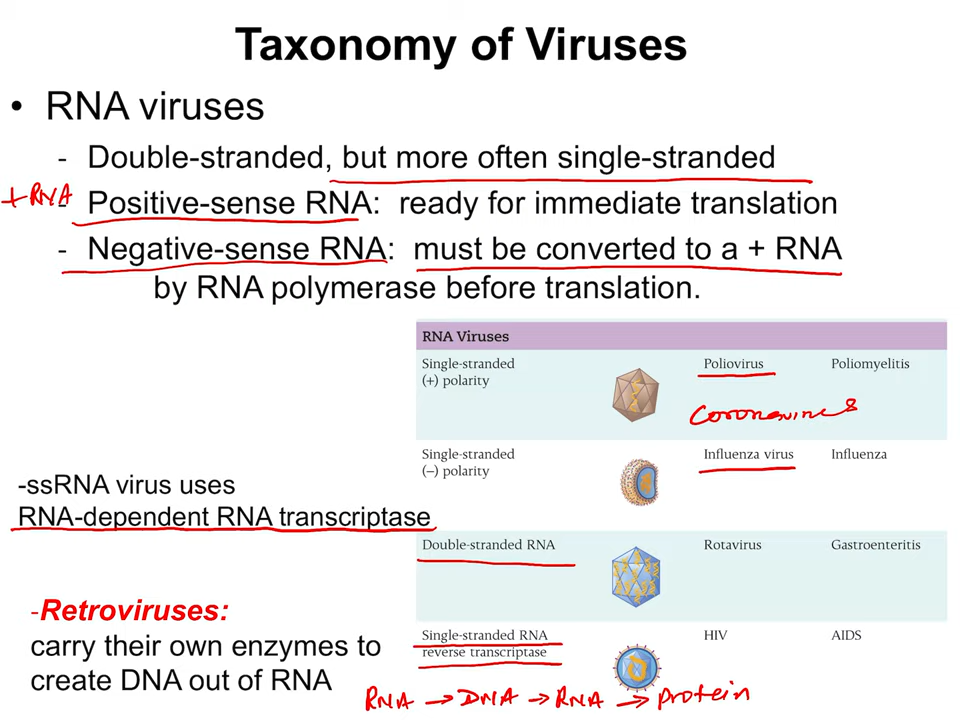 Taxonomy of Viruses
• RNA viruses
- Double-stranded, but more often single-stranded
+RNA
- Positive-sense RNA: ready for immediate translation
- Negative-sense RNA: must be converted to a + RNA
by RNA polymerase before translation.
RNA Viruses
Single-stranded Poliovirus Poliomyelitis
(+) polarity
Coronavirus
Single-stranded Influenza virus Influenza
(–) polarity
-ssRNA virus uses
RNA-dependent RNA transcriptase
Double-stranded RNA Rotavirus Gastroenteritis
-Retroviruses:
carry their own enzymes to
create DNA out of RNA
Single-stranded RNA HIV AIDS
reverse transcriptase
RNA → DNA → RNA → protein